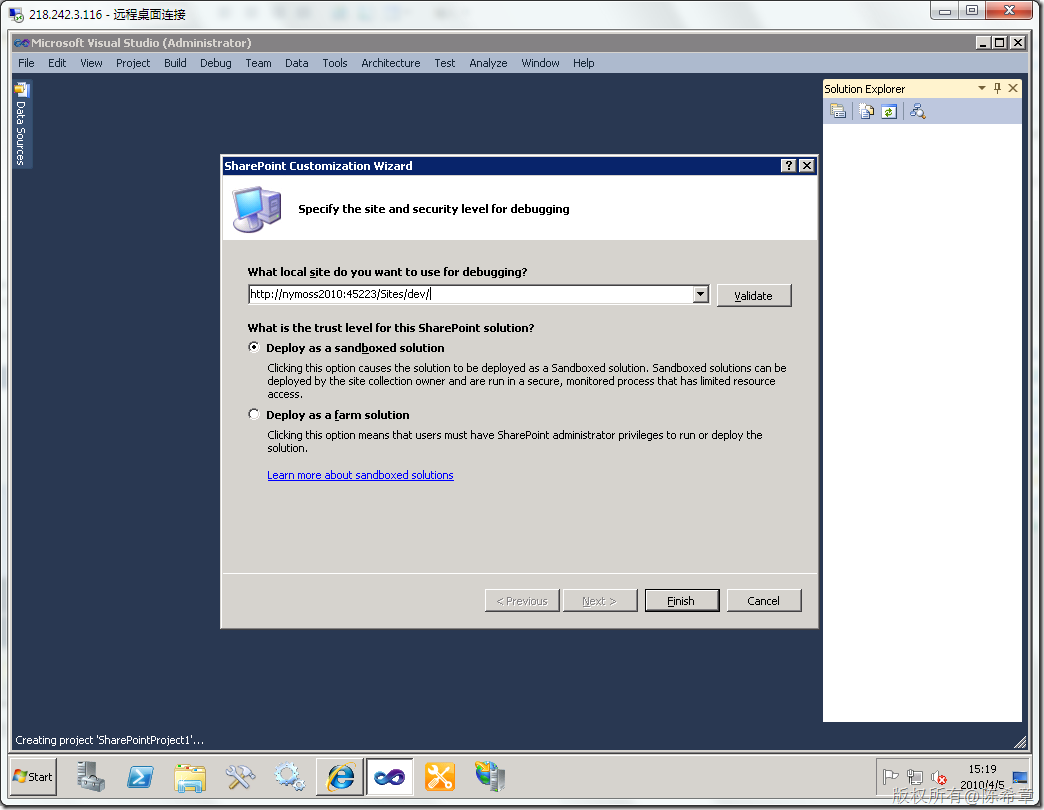 218.242.3.116 - 远程桌面连接
Microsoft Visual Studio (Administrator)
File Edit View Project Build Debug Team Data Tools Architecture Test Analyze Window Help
Data Sources
Solution Explorer
SharePoint Customization Wizard
Specify the site and security level for debugging
What local site do you want to use for debugging?
http://nymoss2010:45223/Sites/dev/
Validate
What is the trust level for this SharePoint solution?
Deploy as a sandboxed solution
Clicking this option causes the solution to be deployed as a Sandboxed solution. Sandboxed solutions can be
deployed by the site collection owner and are run in a secure, monitored process that has limited resource
access.
Deploy as a farm solution
Clicking this option means that users must have SharePoint administrator privileges to run or deploy the
solution.
Learn more about sandboxed solutions
< Previous
Next >
Finish
Cancel
Creating project 'SharePointProject1'...
Start
15:19
2010/4/5
版权所有@陈希章